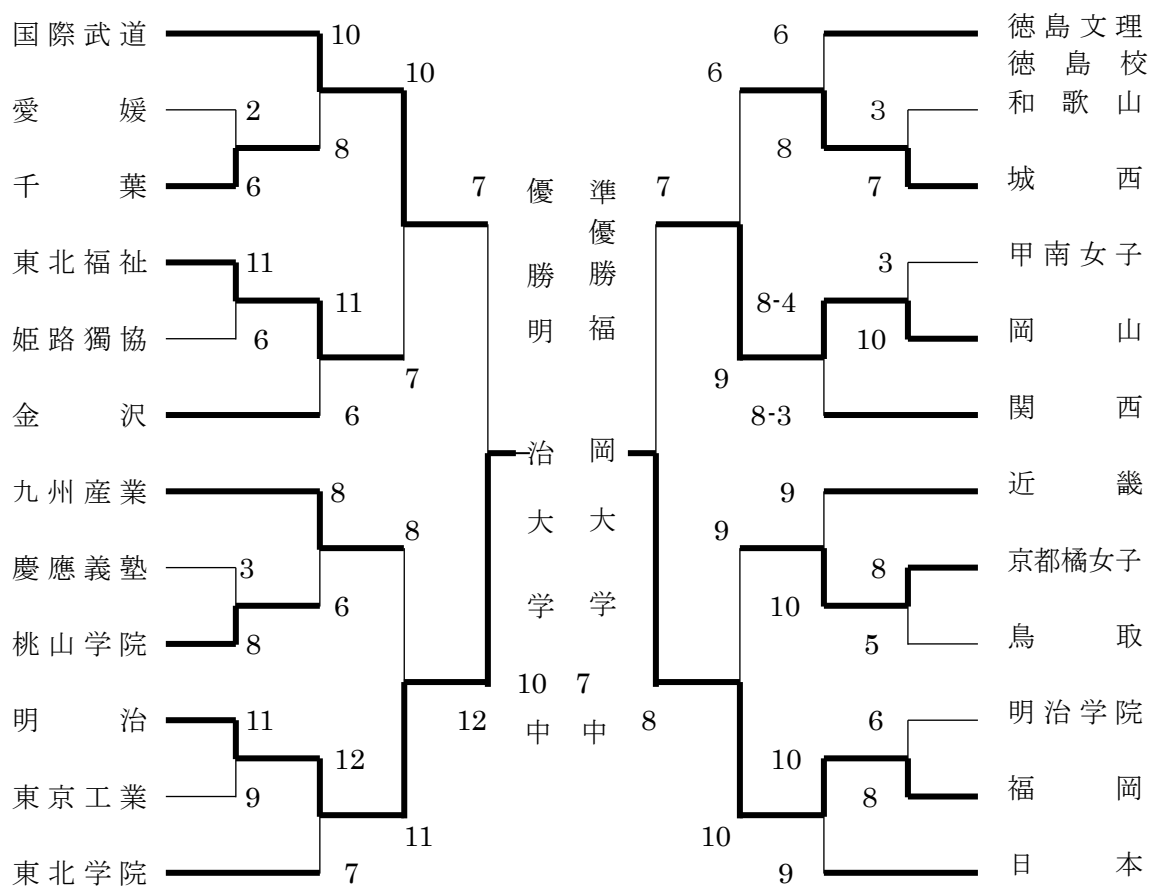 国際武道 10
10
愛媛 2
8
千葉 6
7
東北福祉 11
11
姫路獨協 6
7
金沢 6
九州産業 8
8
慶應義塾 3
6
桃山学院 8
12
明治 11
12
東京工業 9
11
東北学院 7
優勝明治大学
10中
準優勝福岡大学
7中
6 徳島文理
徳島校
6
3 和歌山
8
7 城西
7
3 甲南女子
8-4
10 岡山
9
8-3 関西
9 近畿
9
8 京都橘女子
10
5 鳥取
8
6 明治学院
10
8 福岡
10
9 日本